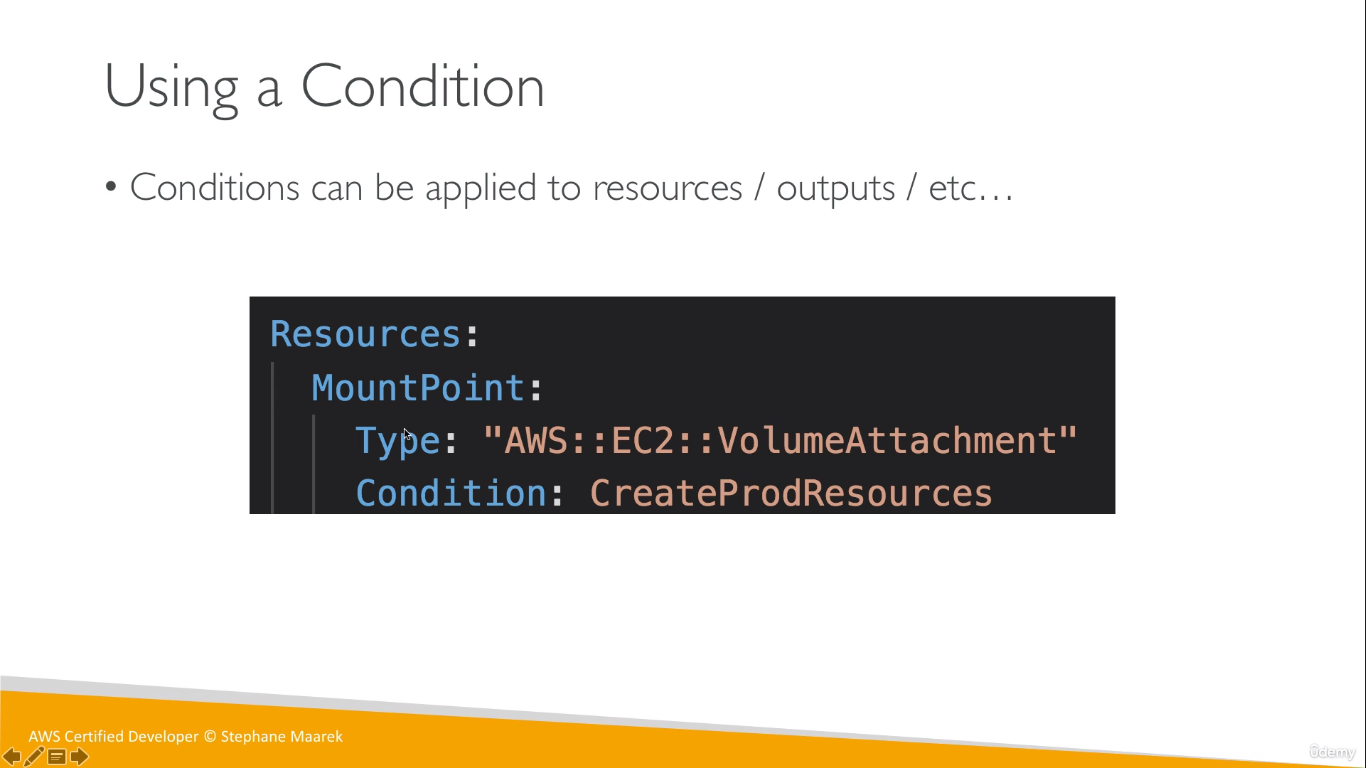 Using a Condition
• Conditions can be applied to resources / outputs / etc…
Resources:
MountPoint:
Type: "AWS::EC2::VolumeAttachment"
Condition: CreateProdResources
AWS Certified Developer © Stephane Maarek
ûdemy